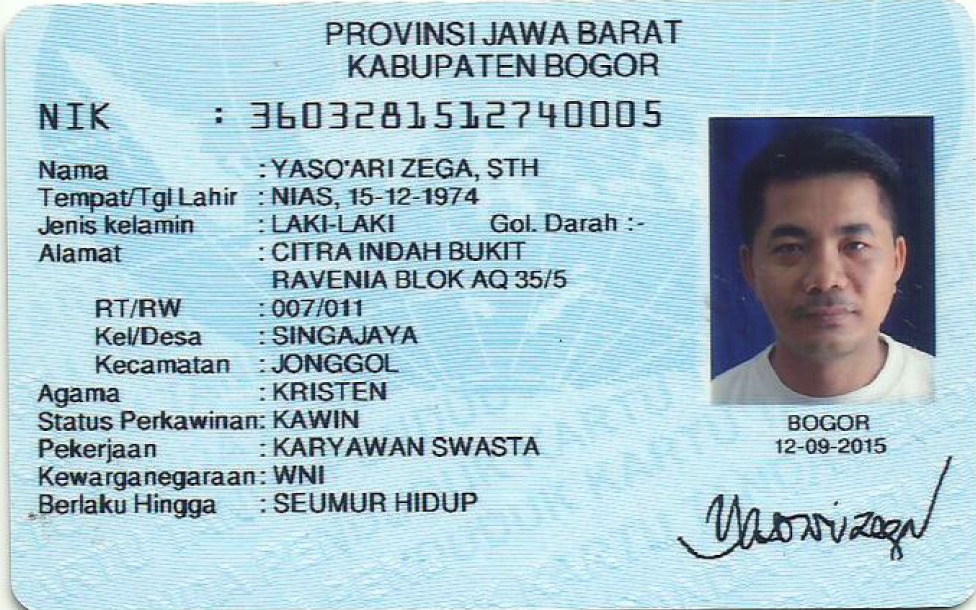 PROVINSI JAWA BARAT
KABUPATEN BOGOR
NIK : 3603281512740005
Nama : YASO'ARI ZEGA, STH
Tempat/Tgl Lahir : NIAS, 15-12-1974
Jenis kelamin : LAKI-LAKI Gol. Darah :-
Alamat : CITRA INDAH BUKIT
RAVENIA BLOK AQ 35/5
RT/RW : 007/011
Kel/Desa : SINGAJAYA
Kecamatan : JONGGOL
Agama : KRISTEN
Status Perkawinan: KAWIN
Pekerjaan : KARYAWAN SWASTA
Kewarganegaraan: WNI
Berlaku Hingga : SEUMUR HIDUP
BOGOR
12-09-2015